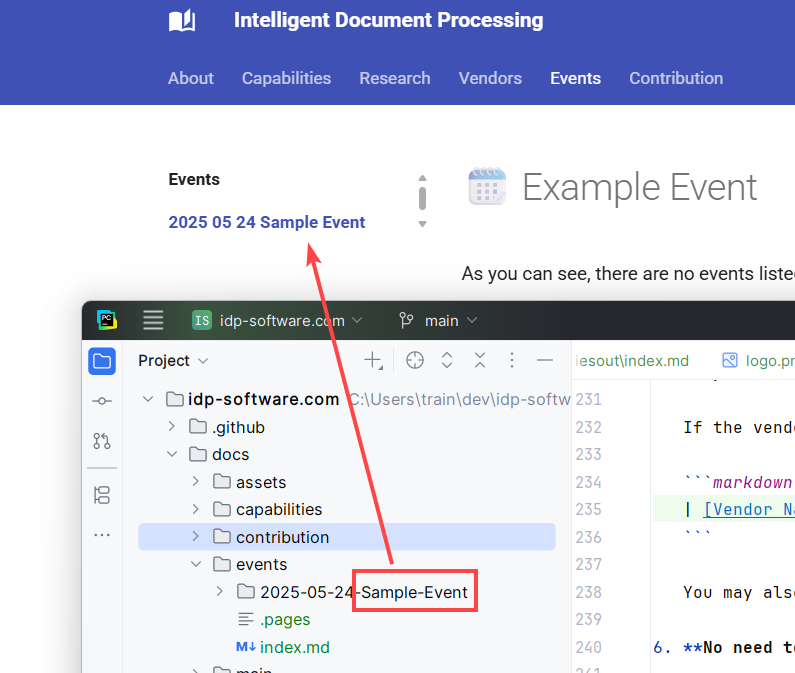 Intelligent Document Processing
About Capabilities Research Vendors Events Contribution
Events
2025 05 24 Sample Event
Example Event
As you can see, there are no events liste
PC
IS idp-software.com main
Project
iesout\index.md logo.pr
idp-software.com C:\Users\train\dev\idp-softw
.github
docs
assets
capabilities
contribution
events
2025-05-24-Sample-Event
.pages
M↓ index.md
main
231
232 If the vend
233
234 ```markdown
235 | [Vendor Na
236 ```
237
238 You may also
239
240 6. **No need to
241